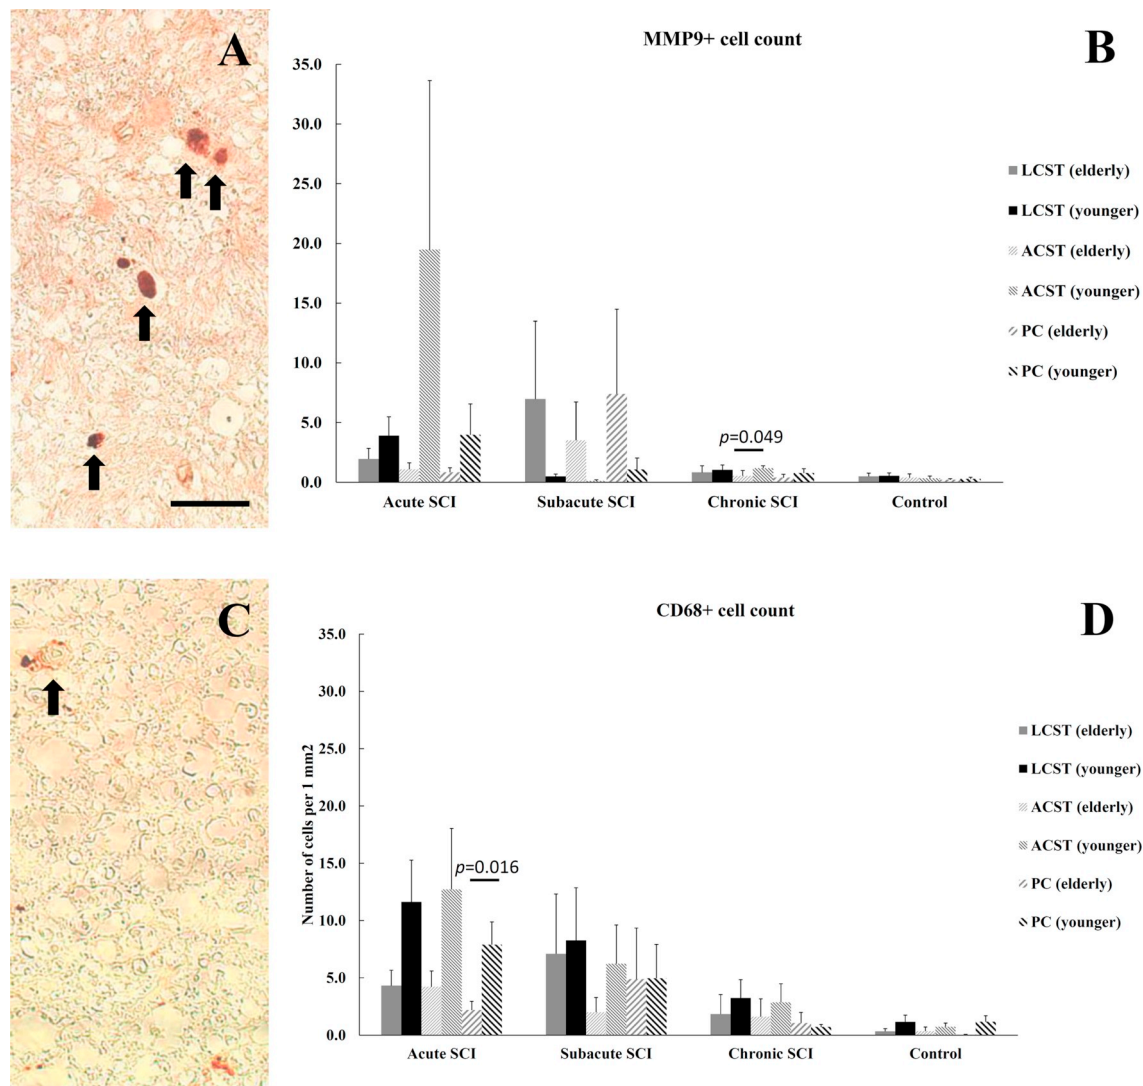 A
MMP9+ cell count
B
35.0
30.0
25.0
20.0
15.0
10.0
5.0
0.0
p=0.049
Acute SCI
Subacute SCI
Chronic SCI
Control
LCST (elderly)
LCST (younger)
ACST (elderly)
ACST (younger)
PC (elderly)
PC (younger)
C
CD68+ cell count
D
Number of cells per 1 mm2
35.0
30.0
25.0
20.0
15.0
10.0
5.0
0.0
p=0.016
Acute SCI
Subacute SCI
Chronic SCI
Control
LCST (elderly)
LCST (younger)
ACST (elderly)
ACST (younger)
PC (elderly)
PC (younger)